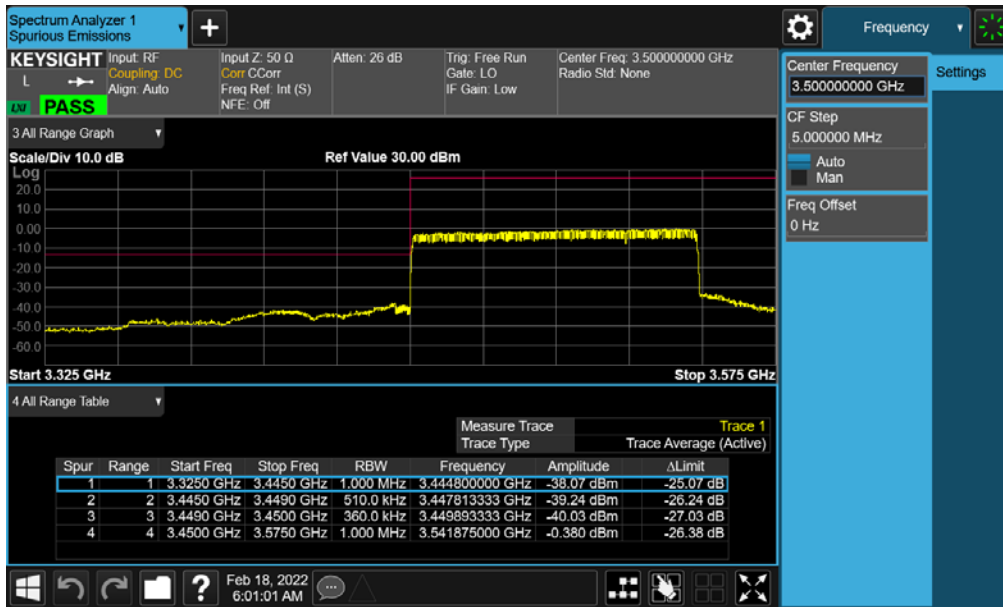 Spectrum Analyzer 1
Spurious Emissions
+
Frequency
KEYSIGHT
L
LXI
PASS
Input: RF
Coupling: DC
Align: Auto
Input Z: 50 Ω
Corr CCorr
Freq Ref: Int (S)
NFE: Off
Atten: 26 dB
Trig: Free Run
Gate: LO
IF Gain: Low
Center Freq: 3.500000000 GHz
Radio Std: None
Center Frequency
3.500000000 GHz
Settings
CF Step
5.000000 MHz
Auto
Man
Freq Offset
0 Hz
3 All Range Graph
Scale/Div 10.0 dB
Ref Value 30.00 dBm
Log
20.0
10.0
0.00
-10.0
-20.0
-30.0
-40.0
-50.0
-60.0
Start 3.325 GHz
Stop 3.575 GHz
4 All Range Table
Measure Trace Trace 1
Trace Type Trace Average (Active)
Spur Range Start Freq Stop Freq RBW Frequency Amplitude ΔLimit
1 1 3.3250 GHz 3.4450 GHz 1.000 MHz 3.444800000 GHz -38.07 dBm -25.07 dB
2 2 3.4450 GHz 3.4490 GHz 510.0 kHz 3.447813333 GHz -39.24 dBm -26.24 dB
3 3 3.4490 GHz 3.4500 GHz 360.0 kHz 3.449893333 GHz -40.03 dBm -27.03 dB
4 4 3.4500 GHz 3.5750 GHz 1.000 MHz 3.541875000 GHz -0.380 dBm -26.38 dB
?
Feb 18, 2022
6:01:01 AM